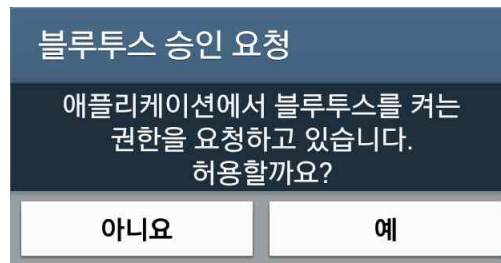 블루투스 승인 요청
애플리케이션에서 블루투스를 켜는
권한을 요청하고 있습니다.
허용할까요?
아니요
예